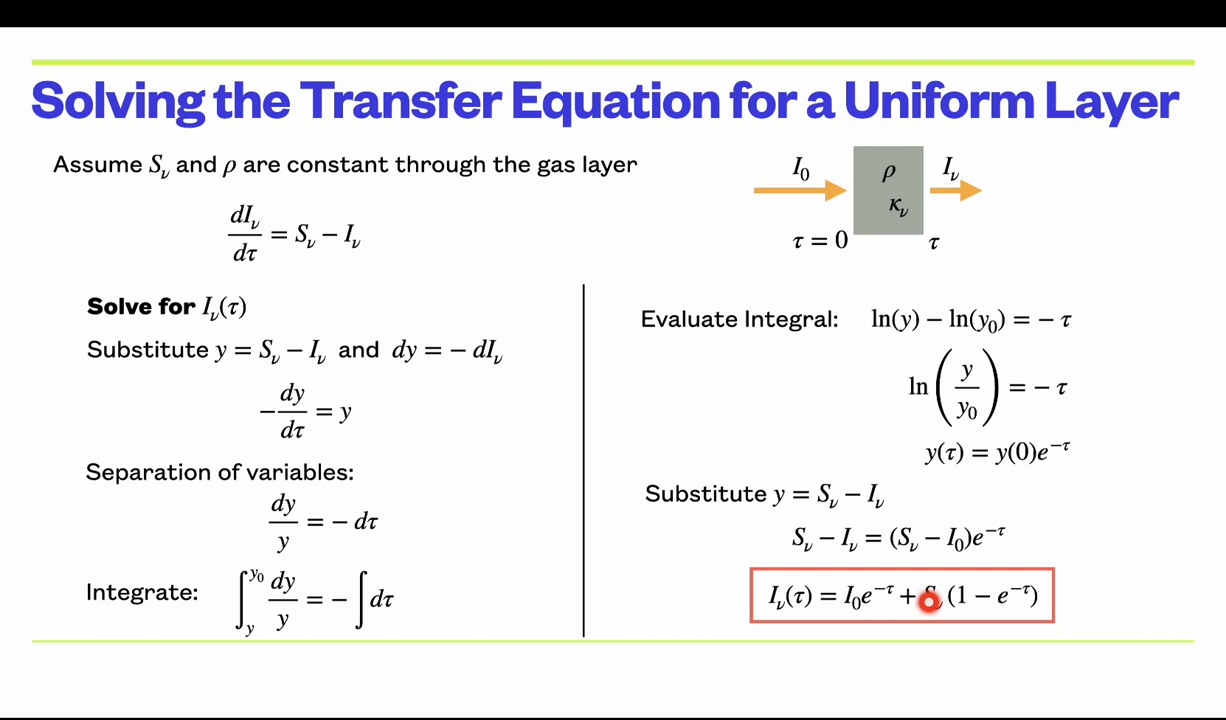 Solving the Transfer Equation for a Uniform Layer
Assume S_ν and ρ are constant through the gas layer
dI_ν/dτ = S_ν − I_ν
I_0
ρ
κ_ν
I_ν
τ = 0
τ
Solve for I_ν(τ)
Substitute y = S_ν − I_ν and dy = − dI_ν
−dy/dτ = y
Separation of variables:
dy/y = − dτ
Integrate: ∫_y^{y_0} dy/y = − ∫ dτ
Evaluate Integral: ln(y) − ln(y_0) = − τ
ln(y/y_0) = − τ
y(τ) = y(0)e^{−τ}
Substitute y = S_ν − I_ν
S_ν − I_ν = (S_ν − I_0)e^{−τ}
I_ν(τ) = I_0e^{−τ} + (1 − e^{−τ})